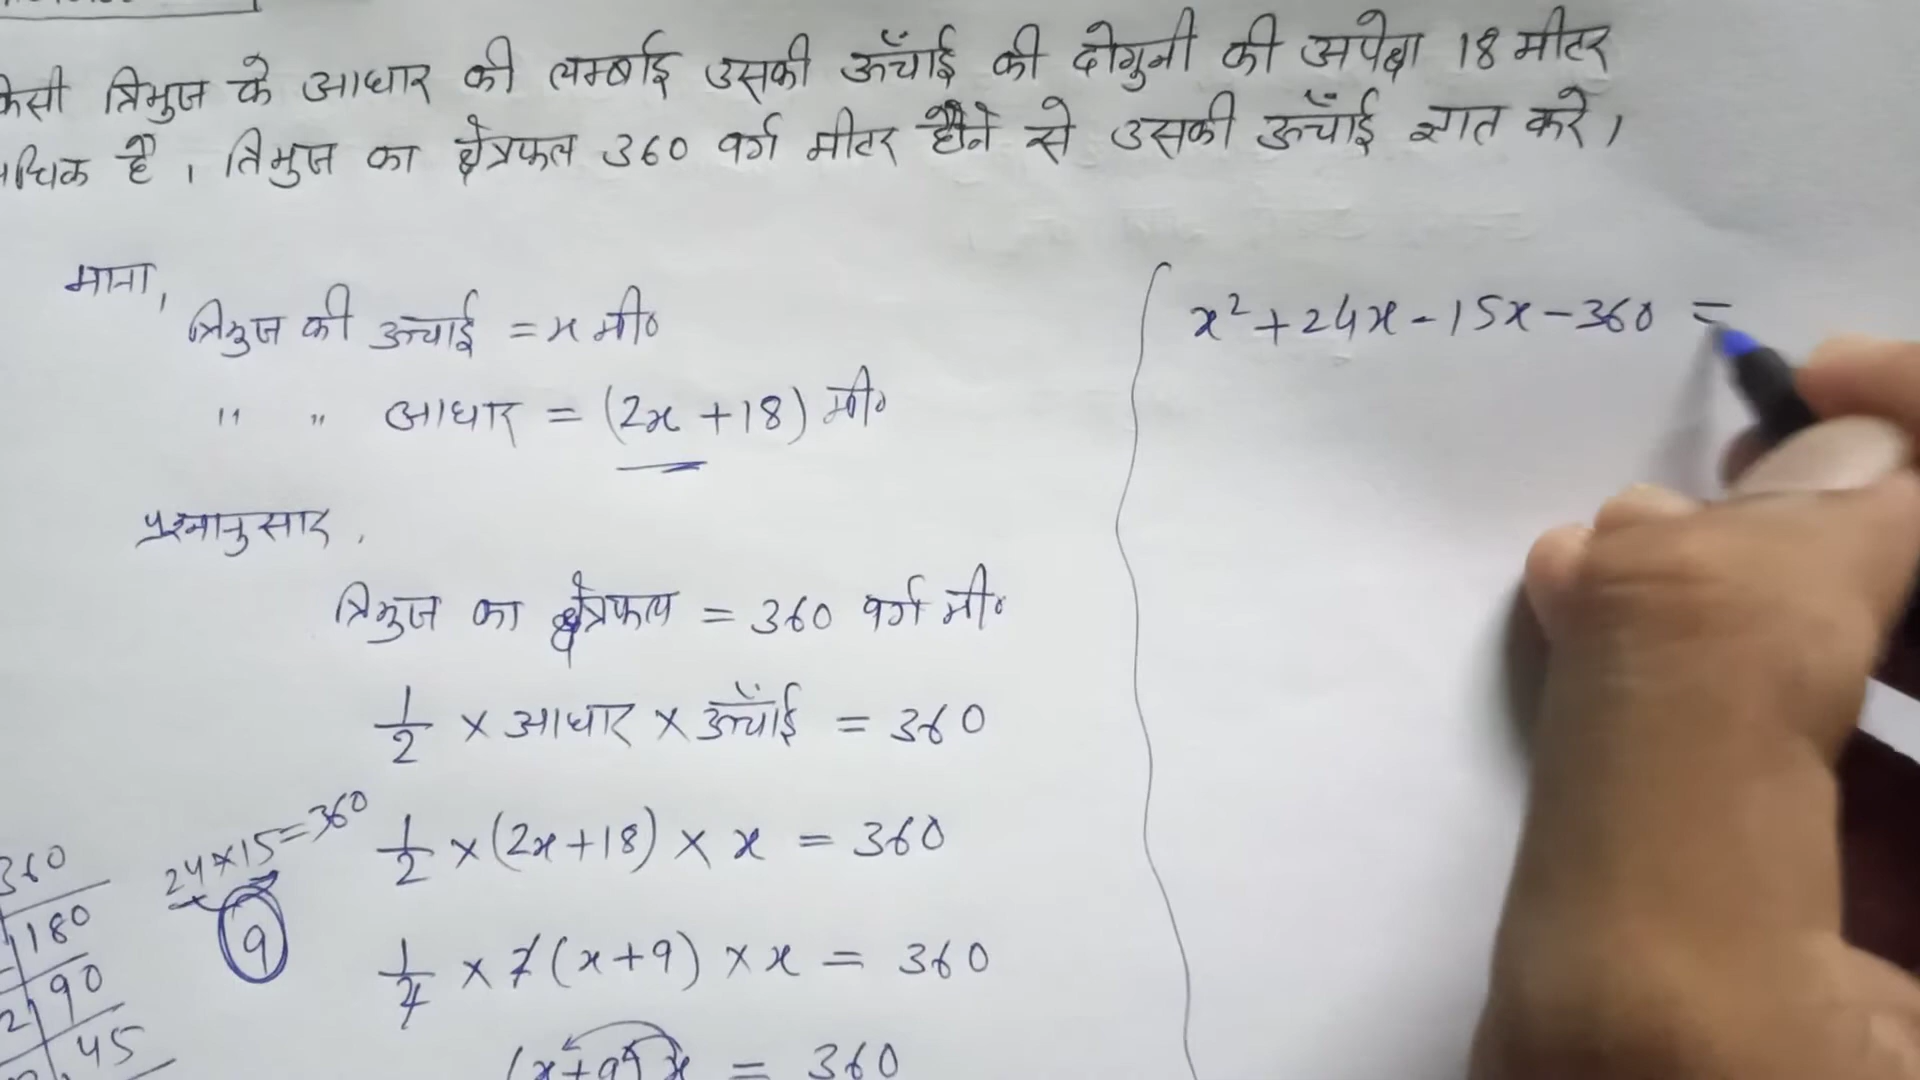 त्रिभुज के आधार की लम्बाई उसकी ऊँचाई की दोगुनी की अपेक्षा 18 मीटर
धिक है, त्रिभुज का क्षेत्रफल 360 वर्ग मीटर होने से उसकी ऊँचाई ज्ञात करे,
माना,
त्रिभुज की ऊचाई = x मी०
" " आधार = (2x + 18) मी०
प्रश्नानुसार,
त्रिभुज का क्षेत्रफल = 360 वर्ग मी०
1/2 × आधार × ऊँचाई = 360
1/2 × (2x+18) × x = 360
1/2 × 2 (x+9) × x = 360
(x+9) x = 360
24×15=360
9
360
180
2 90
45
x² + 24x - 15x - 360 =